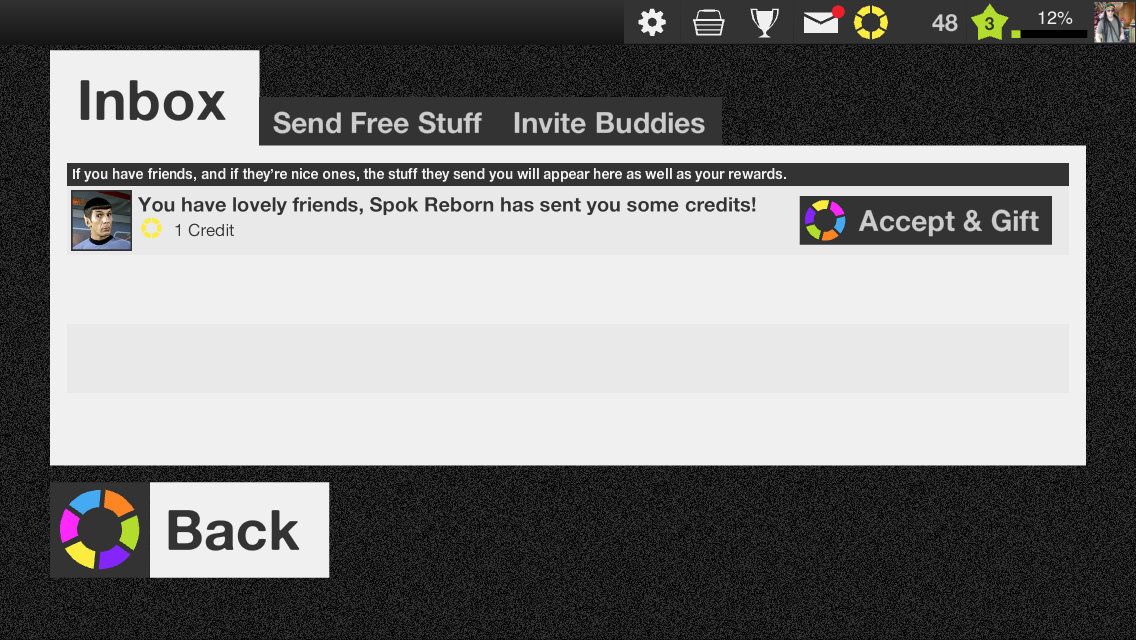 48
3
12%
Inbox
Send Free Stuff
Invite Buddies
If you have friends, and if they're nice ones, the stuff they send you will appear here as well as your rewards.
You have lovely friends, Spok Reborn has sent you some credits!
1 Credit
Accept & Gift
Back